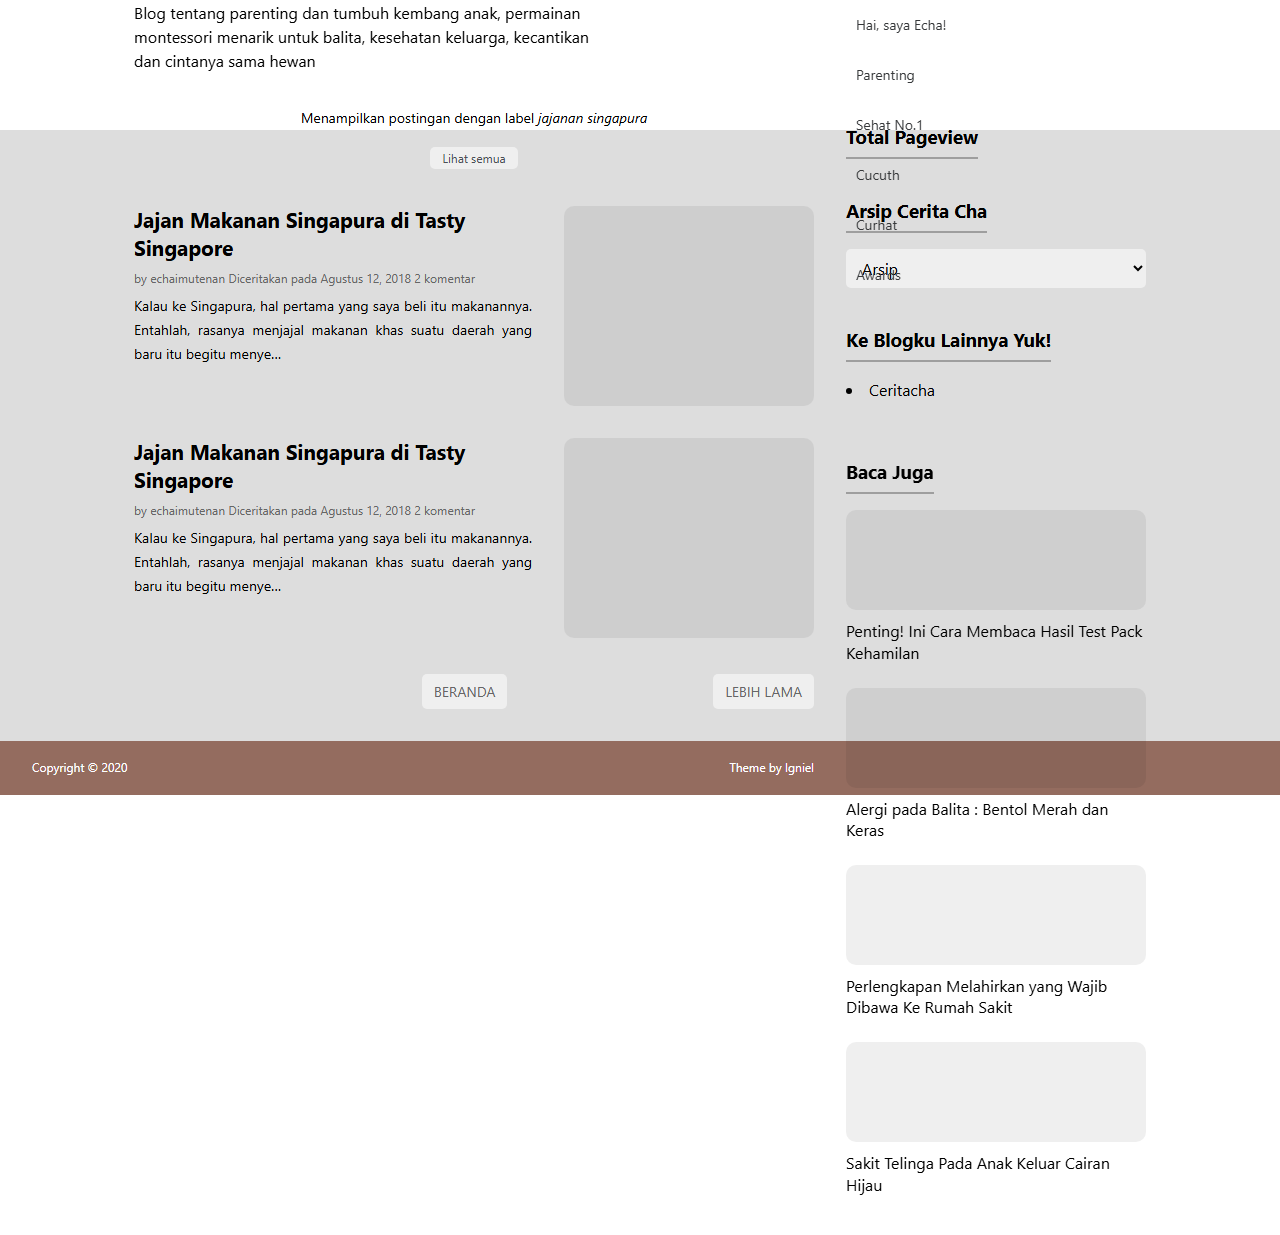 Blog tentang parenting dan tumbuh kembang anak, permainan
montessori menarik untuk balita, kesehatan keluarga, kecantikan
dan cintanya sama hewan
Hai, saya Echa!
Parenting
Sehat No.1
Cucuth
Curhat
Awards
Menampilkan postingan dengan label jajanan singapura
Lihat semua
Jajan Makanan Singapura di Tasty
Singapore
by echaimutenan Diceritakan pada Agustus 12, 2018 2 komentar
Kalau ke Singapura, hal pertama yang saya beli itu makanannya.
Entahlah, rasanya menjajal makanan khas suatu daerah yang
baru itu begitu menye...
Jajan Makanan Singapura di Tasty
Singapore
by echaimutenan Diceritakan pada Agustus 12, 2018 2 komentar
Kalau ke Singapura, hal pertama yang saya beli itu makanannya.
Entahlah, rasanya menjajal makanan khas suatu daerah yang
baru itu begitu menye...
BERANDA
LEBIH LAMA
Total Pageview
Arsip Cerita Cha
Arsip
Ke Blogku Lainnya Yuk!
Ceritacha
Baca Juga
Penting! Ini Cara Membaca Hasil Test Pack
Kehamilan
Alergi pada Balita : Bentol Merah dan
Keras
Perlengkapan Melahirkan yang Wajib
Dibawa Ke Rumah Sakit
Sakit Telinga Pada Anak Keluar Cairan
Hijau
Copyright © 2020
Theme by Igniel